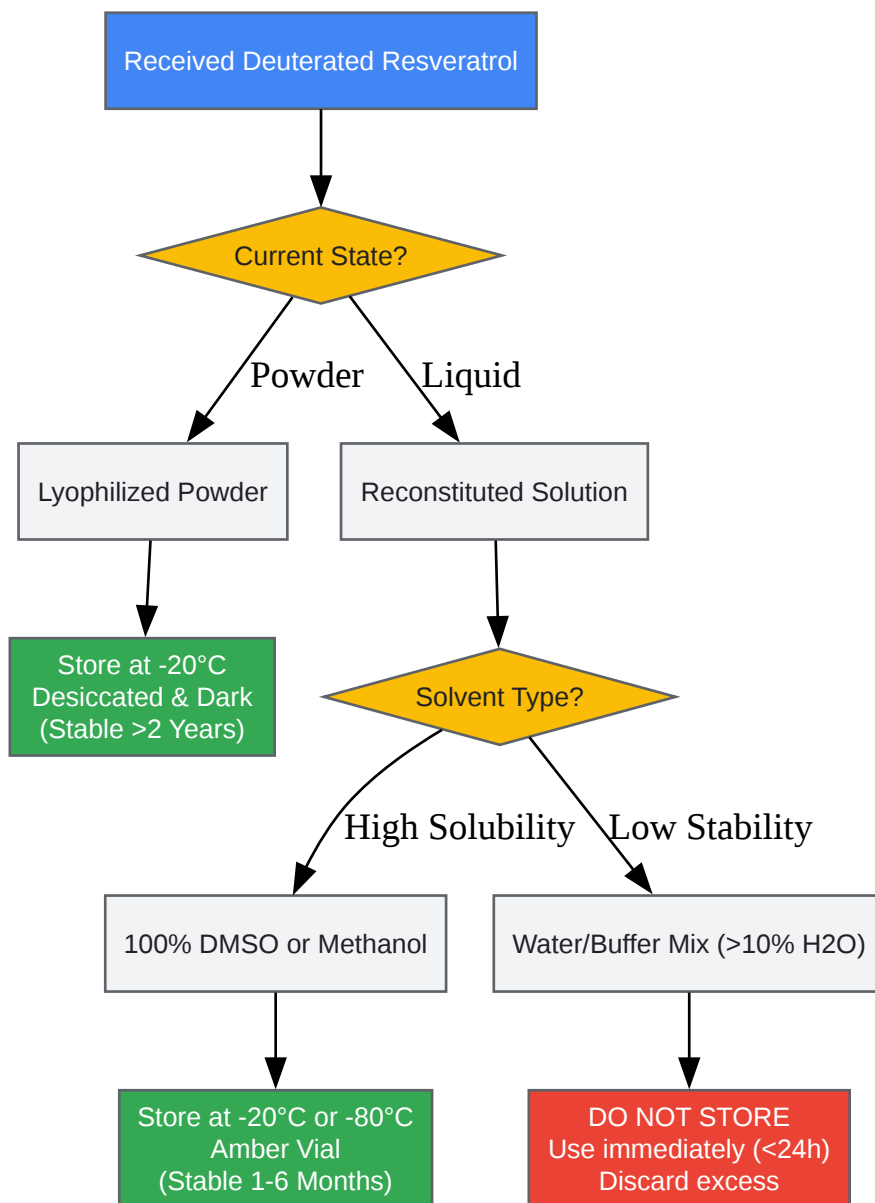 Received Deuterated Resveratrol
Current State?
Powder
Liquid
Lyophilized Powder
Reconstituted Solution
Store at -20°C
Desiccated & Dark
(Stable >2 Years)
Solvent Type?
High Solubility
Low Stability
100% DMSO or Methanol
Water/Buffer Mix (>10% H2O)
Store at -20°C or -80°C
Amber Vial
(Stable 1-6 Months)
DO NOT STORE
Use immediately (<24h)
Discard excess